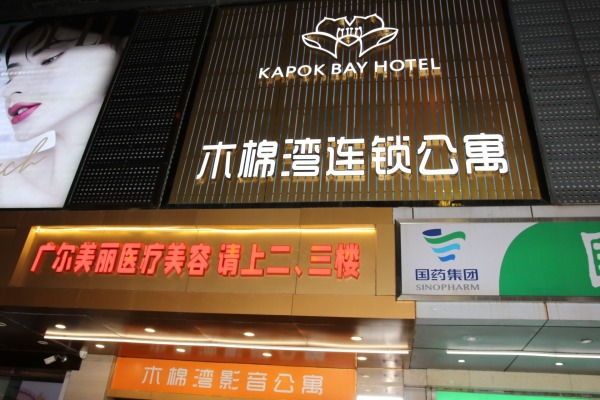 KAPOK BAY HOTEL
木棉湾连锁公寓
广尔美丽医疗美容 请上二、三楼
国药集团
SINOPHARM
木棉湾影音公寓